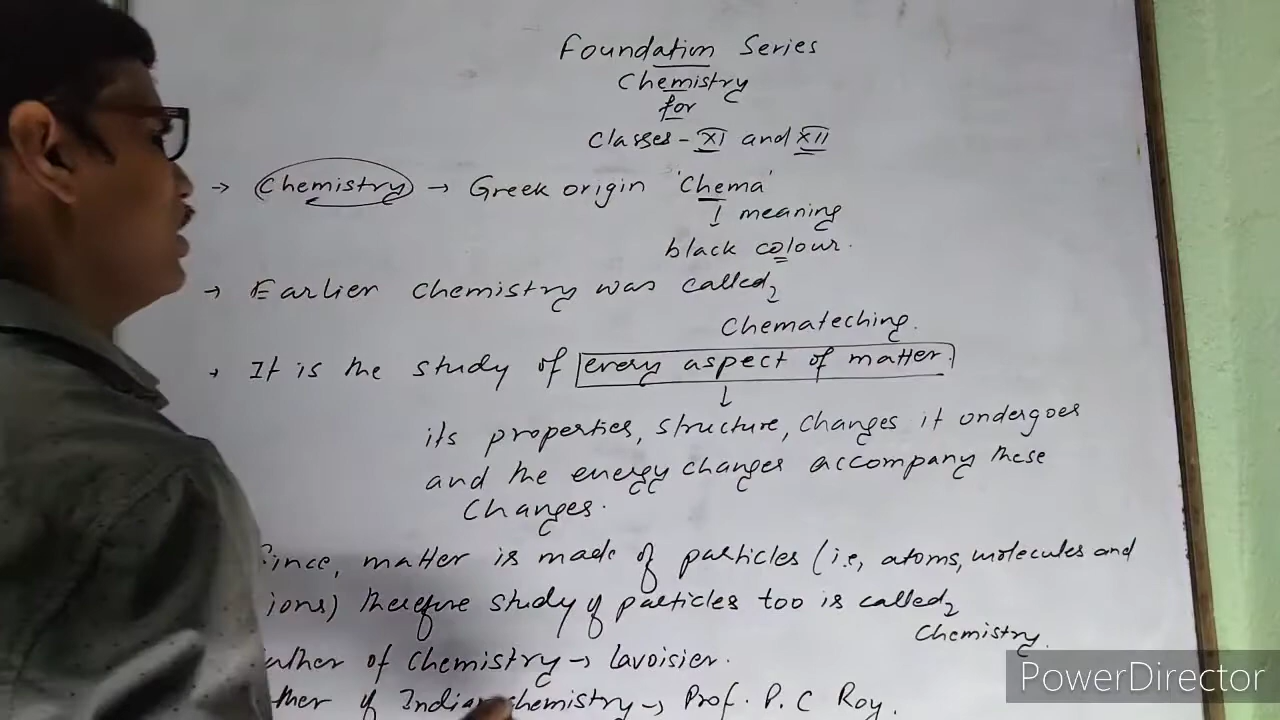 Foundation Series
Chemistry
for
Classes - XI and XII
→ Chemistry → Greek origin 'Chema'
↓ meaning
black colour.
→ Earlier chemistry was called,
Chemateching.
→ It is the study of every aspect of matter.
↓
its properties, structure, changes it undergoes
and the energy changes accompany these
changes.
Since, matter is made of particles (i.e, atoms, molecules and
ions) therefore study of particles too is called,
Chemistry.
ather of Chemistry → Lavoisier.
ther of Indian chemistry → Prof. P. C Roy.
PowerDirector